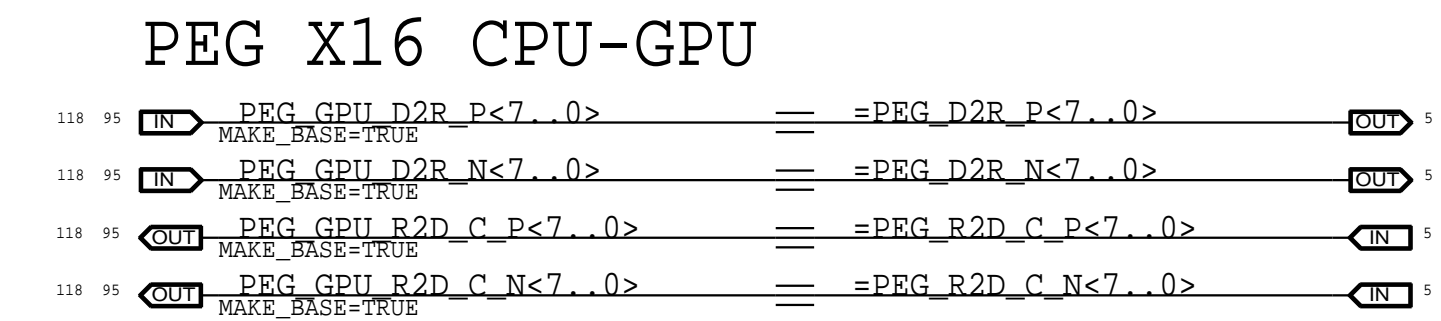 PEG X16 CPU-GPU
118 95 IN PEG_GPU_D2R_P<7..0> =PEG_D2R_P<7..0> OUT 5
MAKE_BASE=TRUE
118 95 IN PEG_GPU_D2R_N<7..0> =PEG_D2R_N<7..0> OUT 5
MAKE_BASE=TRUE
118 95 OUT PEG_GPU_R2D_C_P<7..0> =PEG_R2D_C_P<7..0> IN 5
MAKE_BASE=TRUE
118 95 OUT PEG_GPU_R2D_C_N<7..0> =PEG_R2D_C_N<7..0> IN 5
MAKE_BASE=TRUE